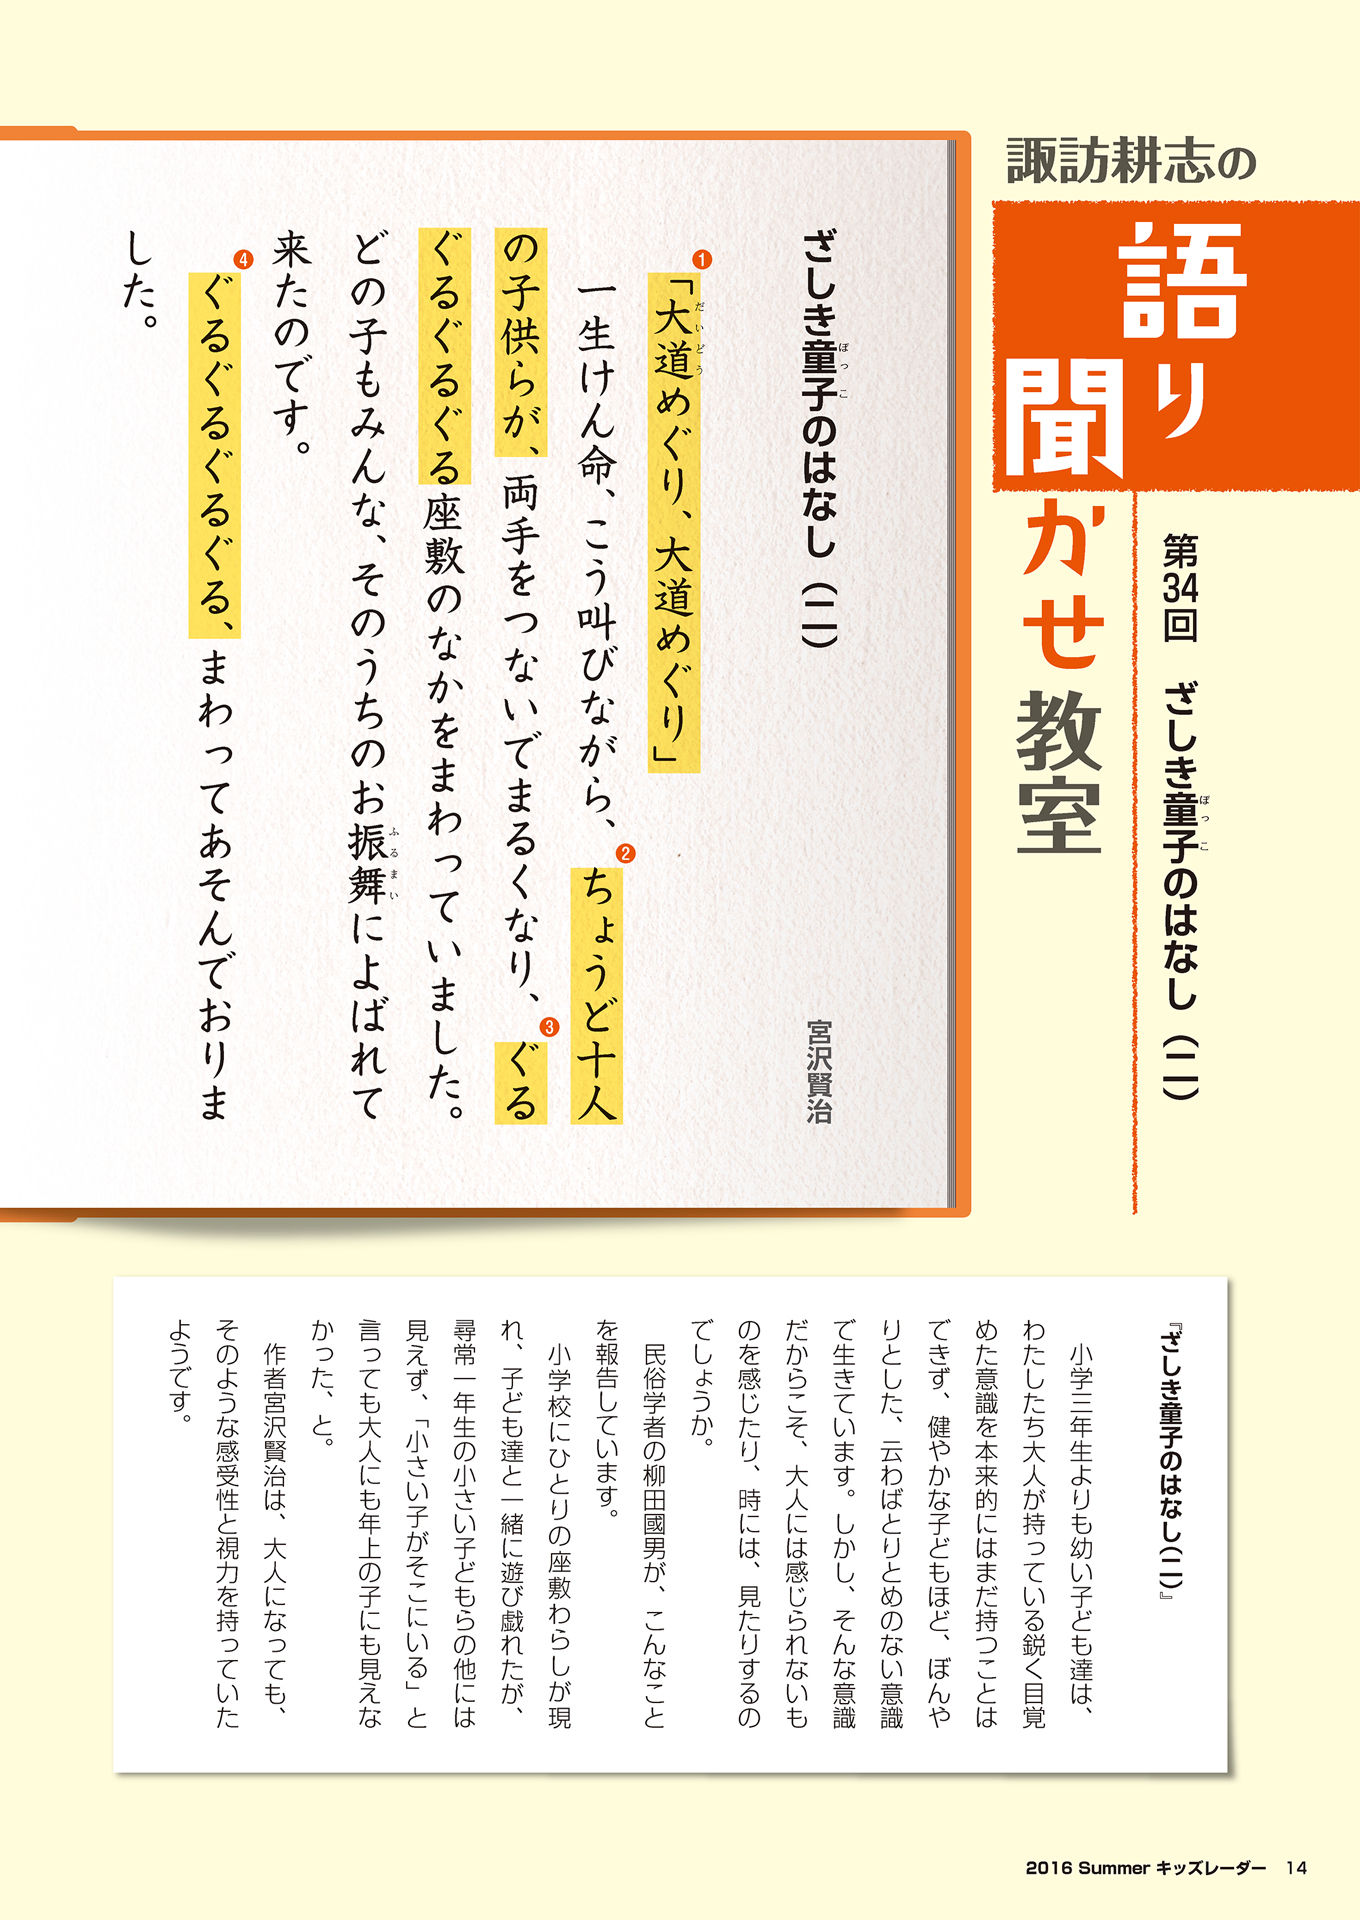 諏訪耕志の
語り
聞かせ教室
第34回　ざしき童子のはなし（二）
ぼっこ
ざしき童子のはなし（二）
ぼっこ
宮沢賢治
❶
「大道めぐり、大道めぐり」
だいどう
一生けん命、こう叫びながら、ちょうど十人
❷
の子供らが、両手をつないでまるくなり、ぐる
❸
ぐるぐるぐる座敷のなかをまわっていました。
どの子もみんな、そのうちのお振舞によばれて
ふるまい
来たのです。
❹
ぐるぐるぐるぐる、まわってあそんでおりま
した。
『ざしき童子のはなし（二）』
小学三年生よりも幼い子ども達は、
わたしたち大人が持っている鋭く目覚
めた意識を本来的にはまだ持つことは
できず、健やかな子どもほど、ぼんや
りとした、云わばとりとめのない意識
で生きています。しかし、そんな意識
だからこそ、大人には感じられないも
のを感じたり、時には、見たりするの
でしょうか。
民俗学者の柳田國男が、こんなこと
を報告しています。
小学校にひとりの座敷わらしが現
れ、子ども達と一緒に遊び戯れたが、
尋常一年生の小さい子どもらの他には
見えず、「小さい子がそこにいる」と
言っても大人にも年上の子にも見えな
かった、と。
作者宮沢賢治は、大人になっても、
そのような感受性と視力を持っていた
ようです。
2016 Summer キッズレーダー　14